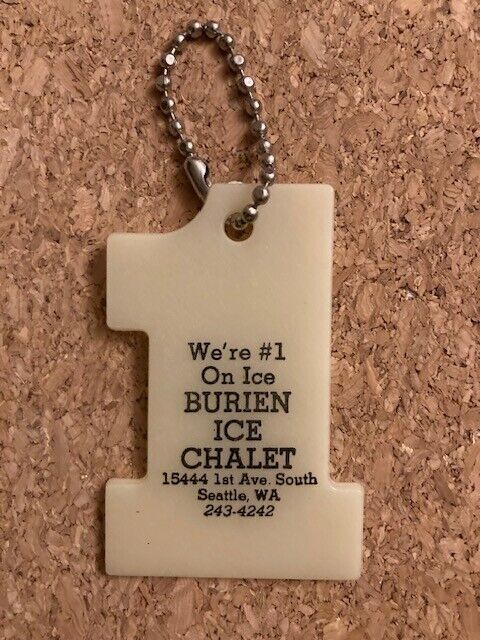 We're #1
On Ice
BURIEN
ICE
CHALET
15444 1st Ave. South
Seattle, WA
243-4242